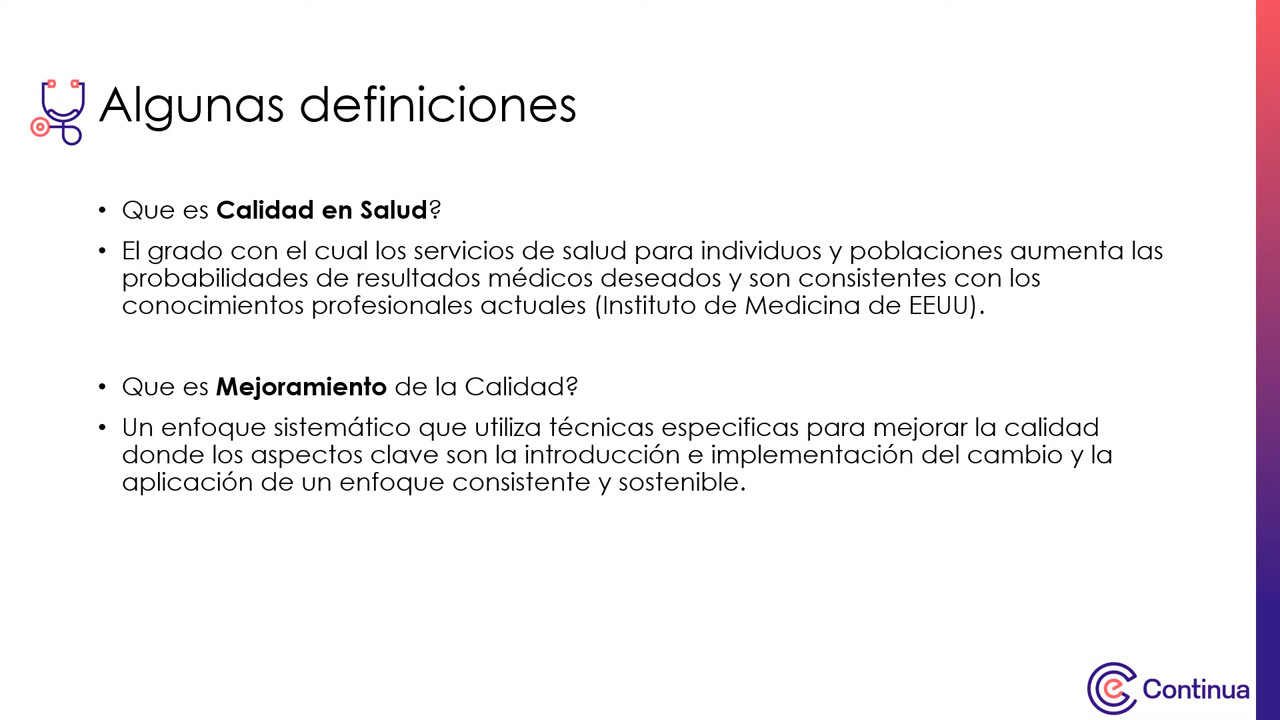 Algunas definiciones
• Que es Calidad en Salud?
• El grado con el cual los servicios de salud para individuos y poblaciones aumenta las
probabilidades de resultados médicos deseados y son consistentes con los
conocimientos profesionales actuales (Instituto de Medicina de EEUU).
• Que es Mejoramiento de la Calidad?
• Un enfoque sistemático que utiliza técnicas especificas para mejorar la calidad
donde los aspectos clave son la introducción e implementación del cambio y la
aplicación de un enfoque consistente y sostenible.
Continua